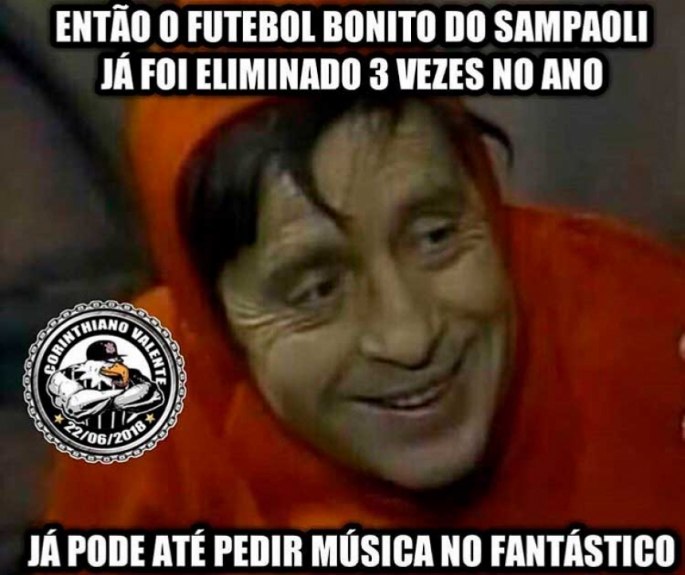 ENTÃO O FUTEBOL BONITO DO SAMPAOLI
JÁ FOI ELIMINADO 3 VEZES NO ANO
CORINTHIANO VALENTE
22/06/2018
JÁ PODE ATÉ PEDIR MÚSICA NO FANTÁSTICO